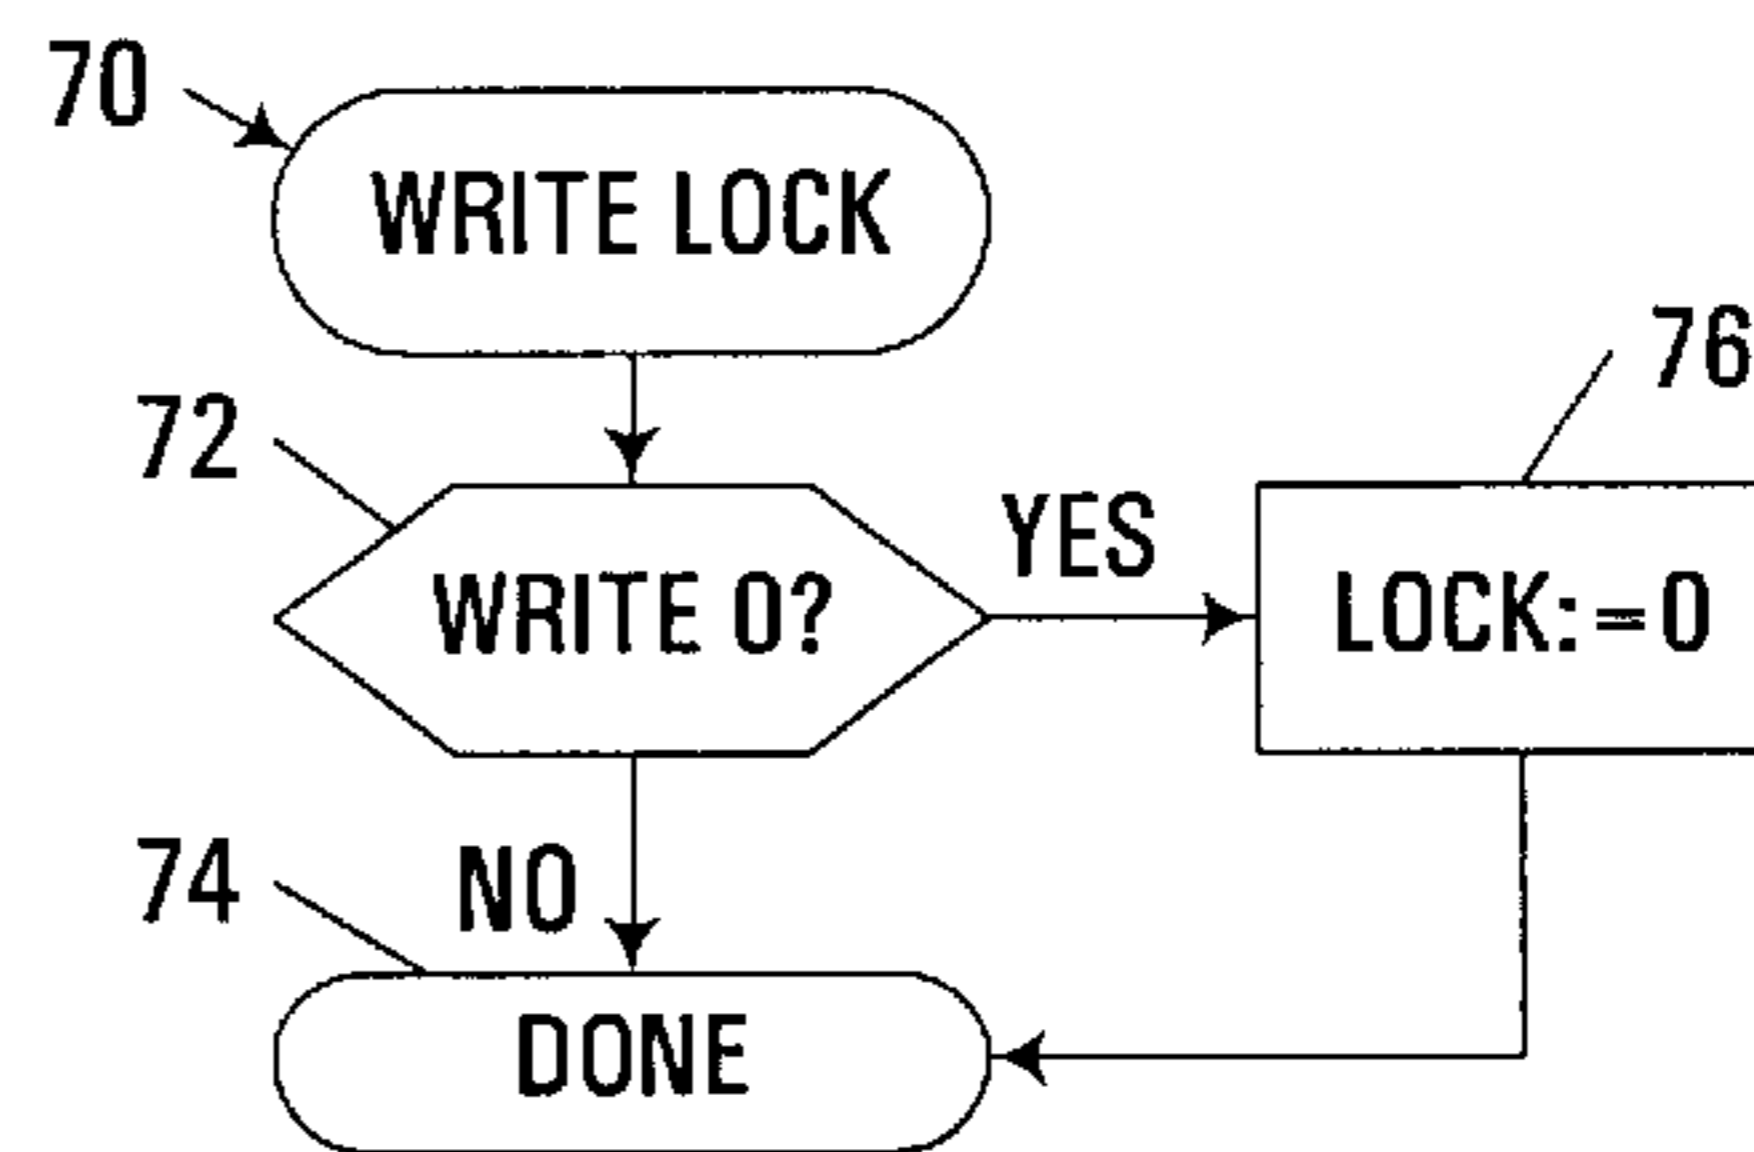 70
WRITE LOCK
76
72
YES
WRITE 0?
LOCK:=0
74
NO
DONE